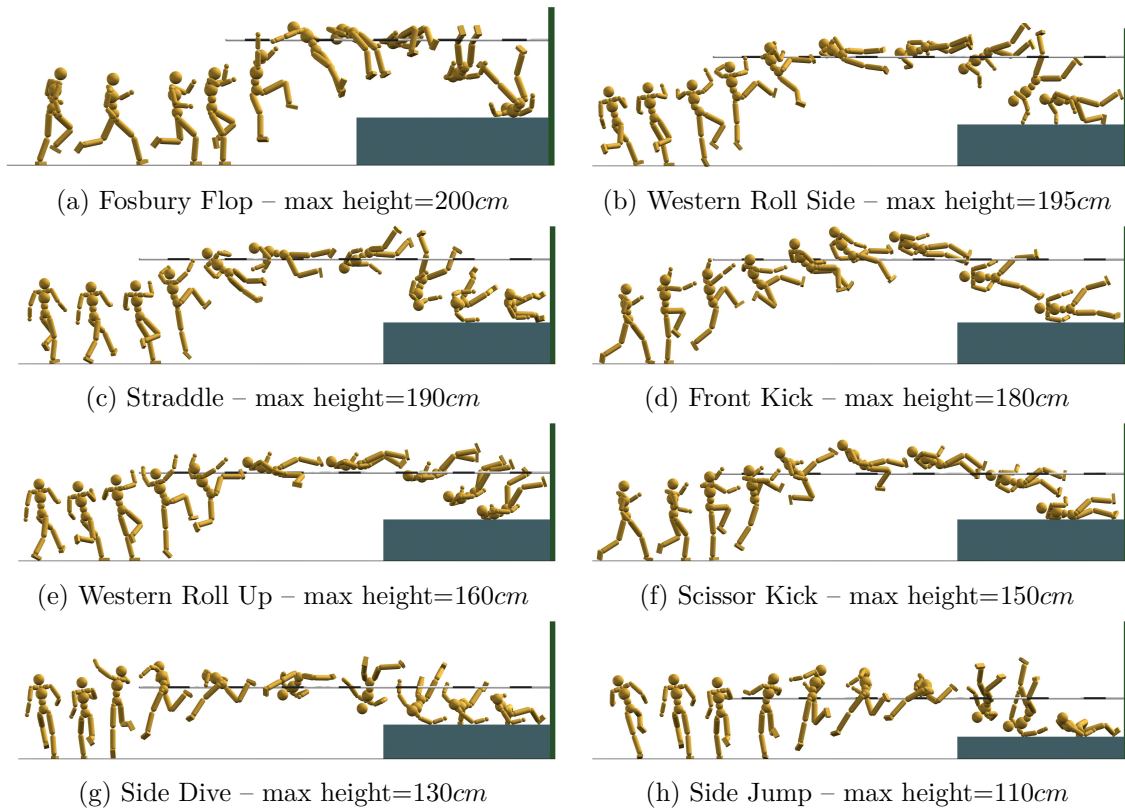 (a) Fosbury Flop – max height=200cm
(b) Western Roll Side – max height=195cm
(c) Straddle – max height=190cm
(d) Front Kick – max height=180cm
(e) Western Roll Up – max height=160cm
(f) Scissor Kick – max height=150cm
(g) Side Dive – max height=130cm
(h) Side Jump – max height=110cm